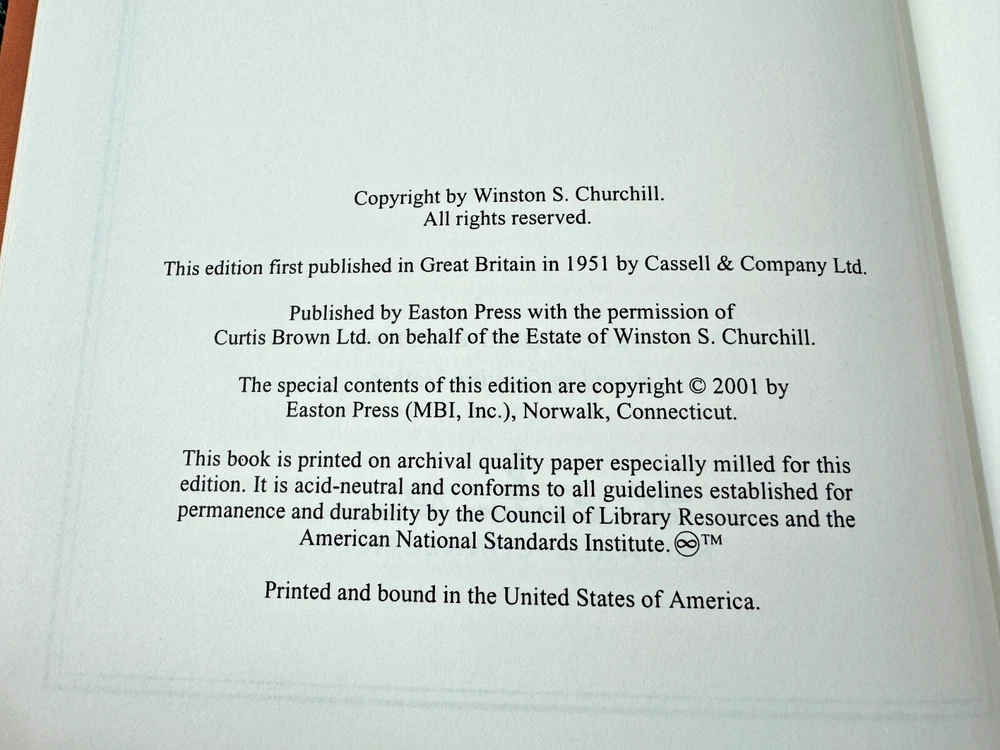 Copyright by Winston S. Churchill.
All rights reserved.
This edition first published in Great Britain in 1951 by Cassell & Company Ltd.
Published by Easton Press with the permission of
Curtis Brown Ltd. on behalf of the Estate of Winston S. Churchill.
The special contents of this edition are copyright © 2001 by
Easton Press (MBI, Inc.), Norwalk, Connecticut.
This book is printed on archival quality paper especially milled for this
edition. It is acid-neutral and conforms to all guidelines established for
permanence and durability by the Council of Library Resources and the
American National Standards Institute. ♾™
Printed and bound in the United States of America.